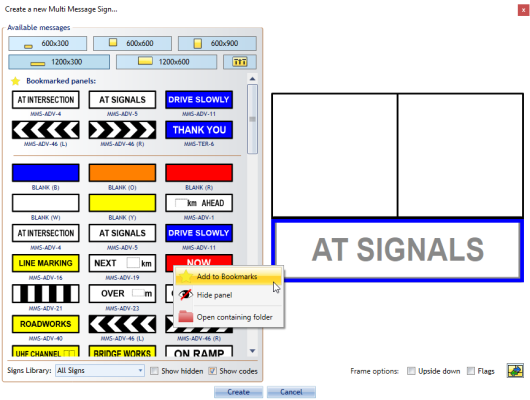 Create a new Multi Message Sign...
x
Available messages
600x300 600x600 600x900
1200x300 1200x600
Bookmarked panels:
AT INTERSECTION AT SIGNALS DRIVE SLOWLY
MMS-ADV-4 MMS-ADV-5 MMS-ADV-11
THANK YOU
MMS-ADV-46 (L) MMS-ADV-46 (R) MMS-TER-6
BLANK (B) BLANK (O) BLANK (R)
km AHEAD
BLANK (W) BLANK (Y) MMS-ADV-1
AT INTERSECTION AT SIGNALS DRIVE SLOWLY
MMS-ADV-4 MMS-ADV-5 MMS-ADV-11
LINE MARKING NEXT km NOW
MMS-ADV-16 MMS-ADV-19
OVER m
MMS-ADV-21 MMS-ADV-23
ROADWORKS
MMS-ADV-40 MMS-ADV-46 (L) MMS-ADV-46 (R)
UHF CHANNEL BRIDGE WORKS ON RAMP
Add to Bookmarks
Hide panel
Open containing folder
AT SIGNALS
Signs Library: All Signs Show hidden Show codes
Frame options: Upside down Flags
Create Cancel